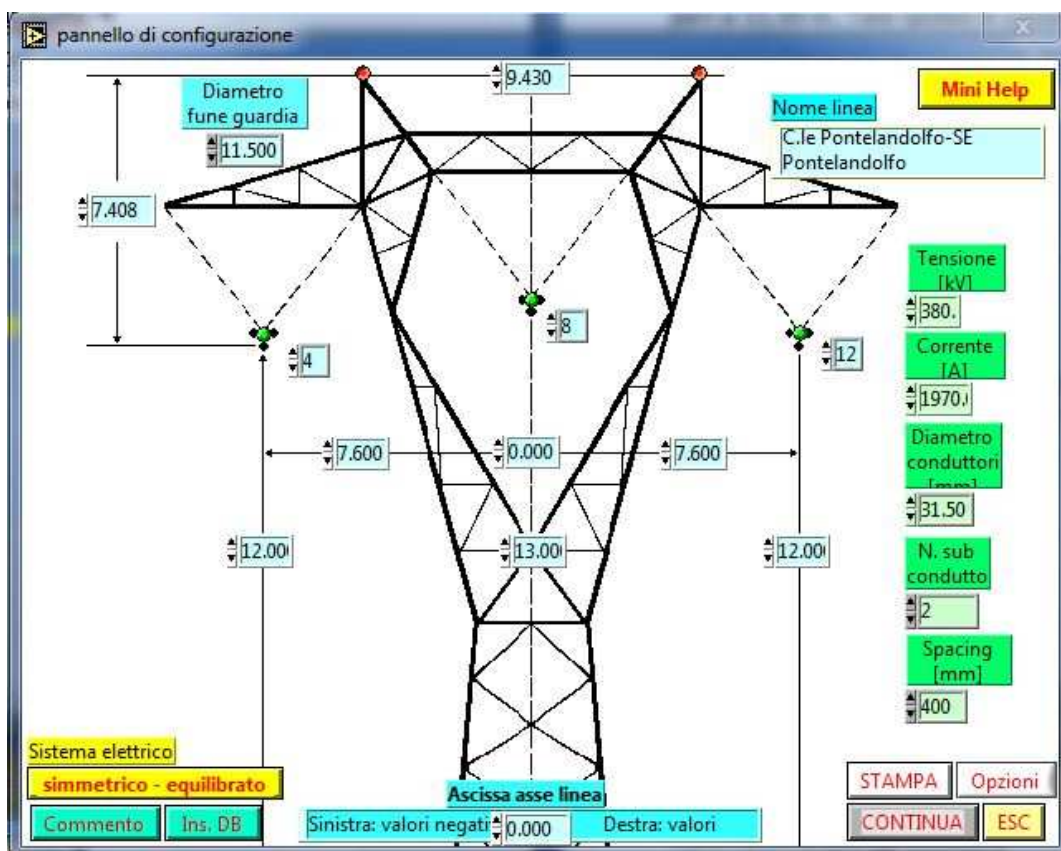 pannello di configurazione
Mini Help
9.430
Diametro
fune guardia
11.500
Nome linea
C.le Pontelandolfo-SE
Pontelandolfo
7.408
Tensione
[kV]
380.
8
4
12
Corrente
[A]
1970.
7.600
0.000
7.600
Diametro
conduttori
[mm]
31.50
12.00
13.00
12.00
N. sub
condutto
2
Spacing
[mm]
400
Sistema elettrico
simmetrico - equilibrato
STAMPA
Opzioni
Ascissa asse linea
Commento
Ins. DB
Sinistra: valori negati
0.000
Destra: valori
CONTINUA
ESC